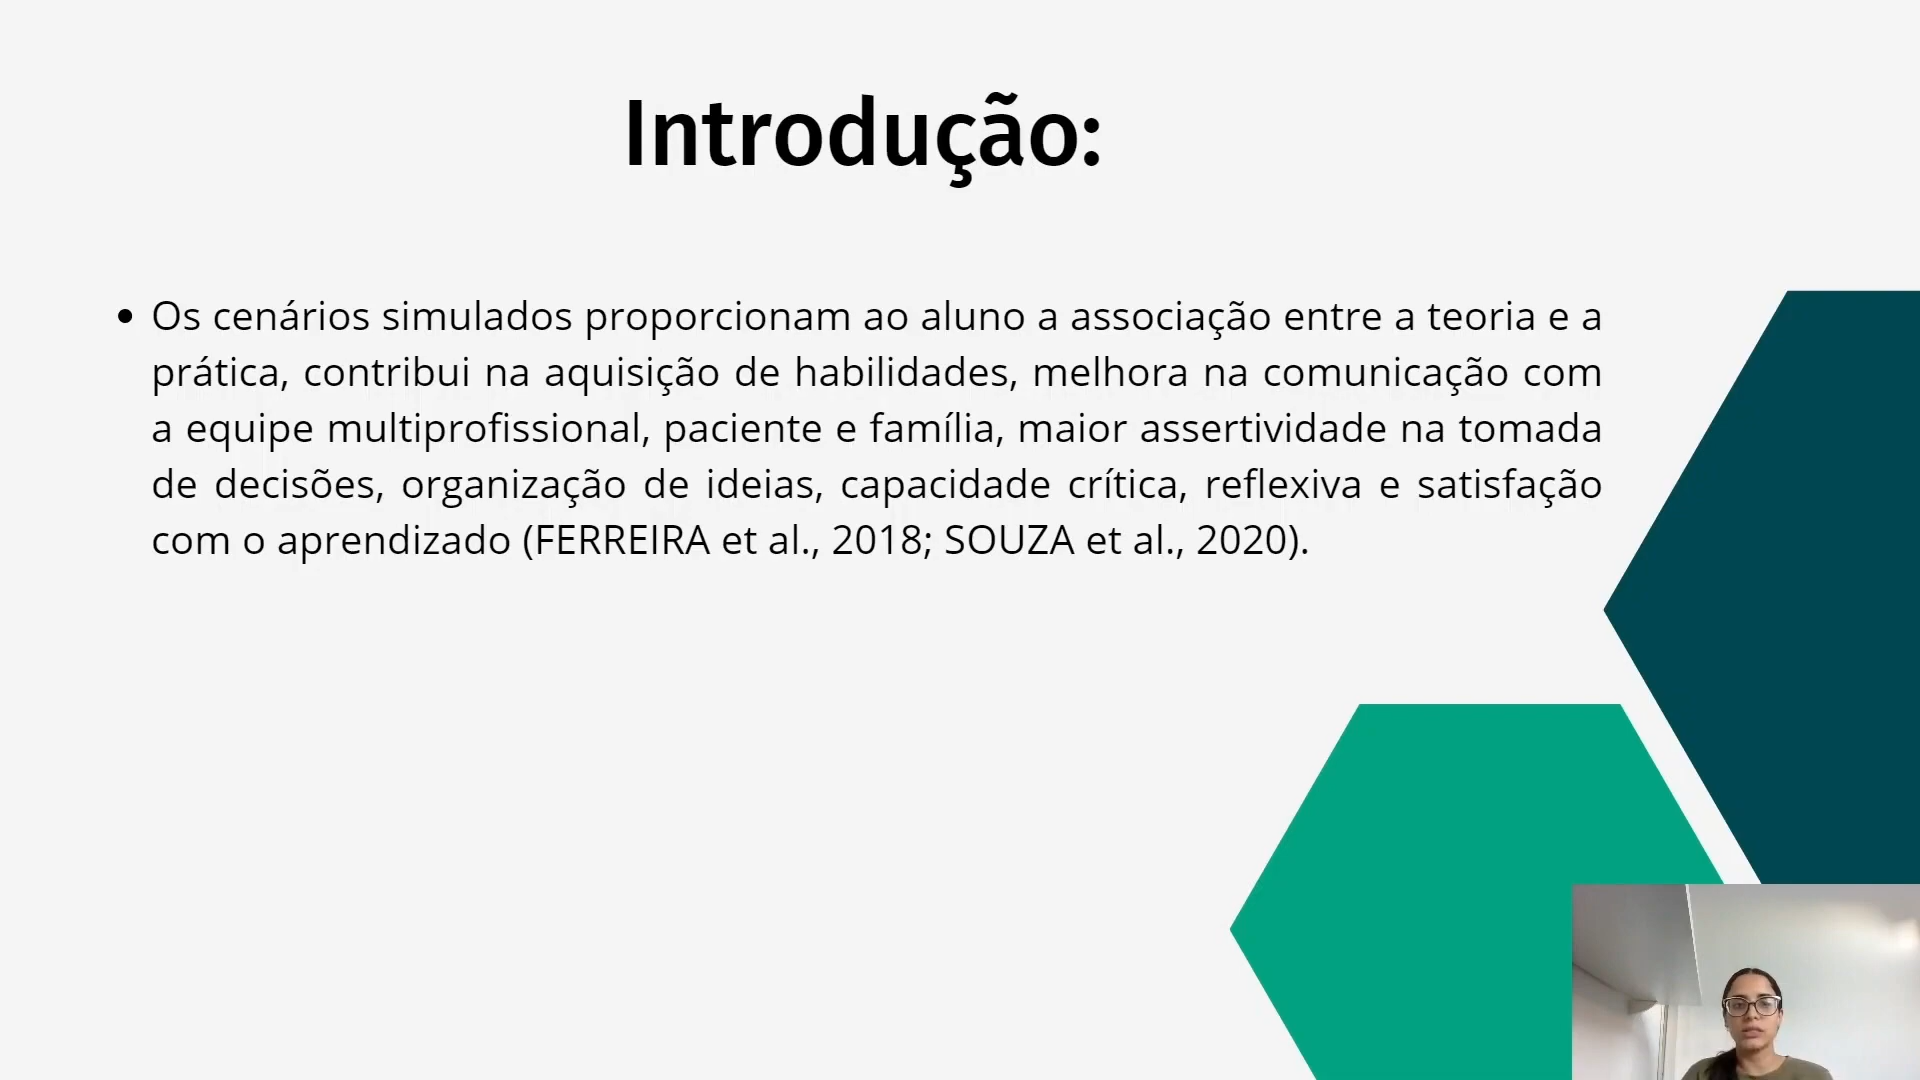 Introdução:
• Os cenários simulados proporcionam ao aluno a associação entre a teoria e a
prática, contribui na aquisição de habilidades, melhora na comunicação com
a equipe multiprofissional, paciente e família, maior assertividade na tomada
de decisões, organização de ideias, capacidade crítica, reflexiva e satisfação
com o aprendizado (FERREIRA et al., 2018; SOUZA et al., 2020).